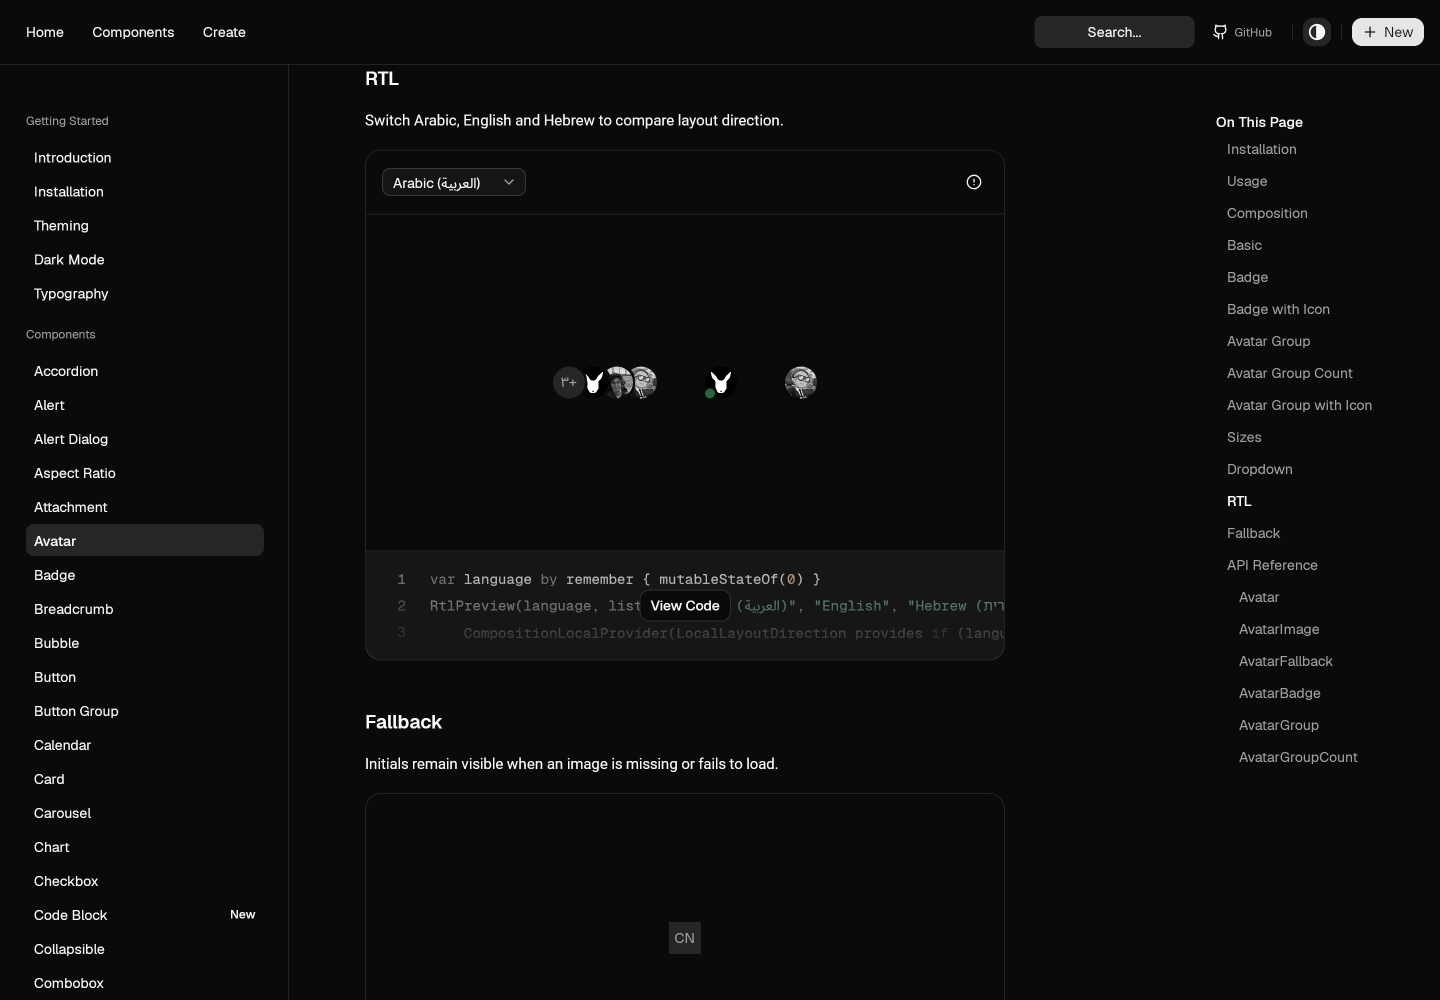 Home
Components
Create
Search...
GitHub
New
Getting Started
Introduction
Installation
Theming
Dark Mode
Typography
Components
Accordion
Alert
Alert Dialog
Aspect Ratio
Attachment
Avatar
Badge
Breadcrumb
Bubble
Button
Button Group
Calendar
Card
Carousel
Chart
Checkbox
Code Block New
Collapsible
Combobox
RTL
Switch Arabic, English and Hebrew to compare layout direction.
Arabic (العربية)
+٣
1 var language by remember { mutableStateOf(0) }
2 RtlPreview(language, list (العربية)", "English", "Hebrew (
View Code
3 CompositionLocalProvider(LocalLayoutDirection provides if (langu
Fallback
Initials remain visible when an image is missing or fails to load.
CN
On This Page
Installation
Usage
Composition
Basic
Badge
Badge with Icon
Avatar Group
Avatar Group Count
Avatar Group with Icon
Sizes
Dropdown
RTL
Fallback
API Reference
Avatar
AvatarImage
AvatarFallback
AvatarBadge
AvatarGroup
AvatarGroupCount